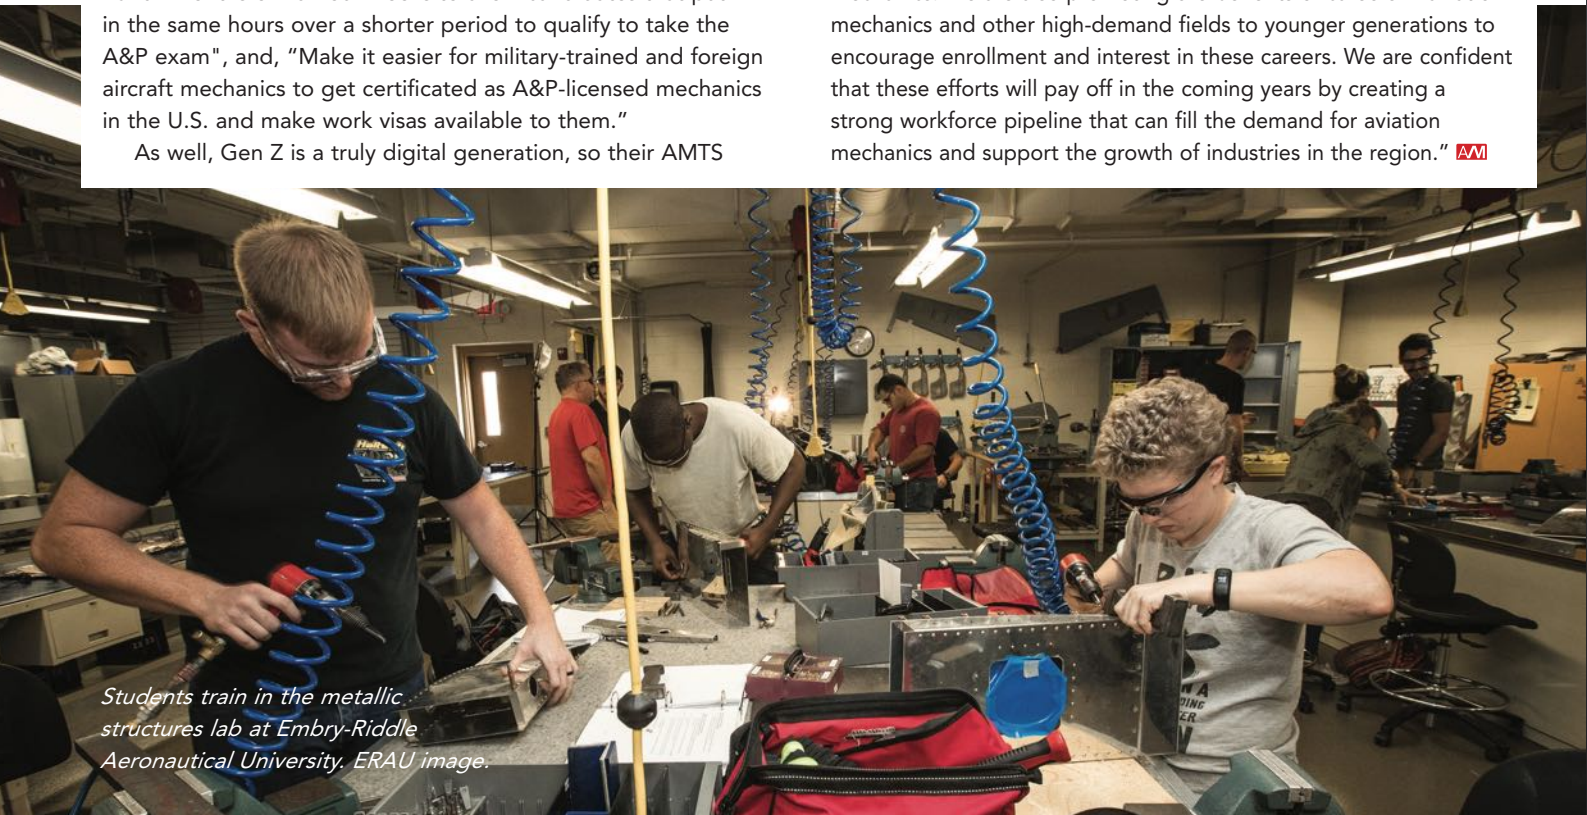 in the same hours over a shorter period to qualify to take the
A&P exam", and, “Make it easier for military-trained and foreign
aircraft mechanics to get certificated as A&P-licensed mechanics
in the U.S. and make work visas available to them.”
As well, Gen Z is a truly digital generation, so their AMTS
mechanics and other high-demand fields to younger generations to
encourage enrollment and interest in these careers. We are confident
that these efforts will pay off in the coming years by creating a
strong workforce pipeline that can fill the demand for aviation
mechanics and support the growth of industries in the region.”
Students train in the metallic
structures lab at Embry-Riddle
Aeronautical University. ERAU image.